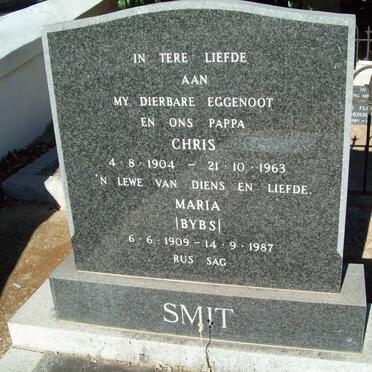 IN TERE LIEFDE
AAN
MY DIERBARE EGGENOOT
EN ONS PAPPA
CHRIS
4 · 8 · 1904 - 21 · 10 · 1963
'N LEWE VAN DIENS EN LIEFDE.
MARIA
|BYBS|
6 · 6 · 1909 - 14 · 9 · 1987
RUS SAG
SMIT